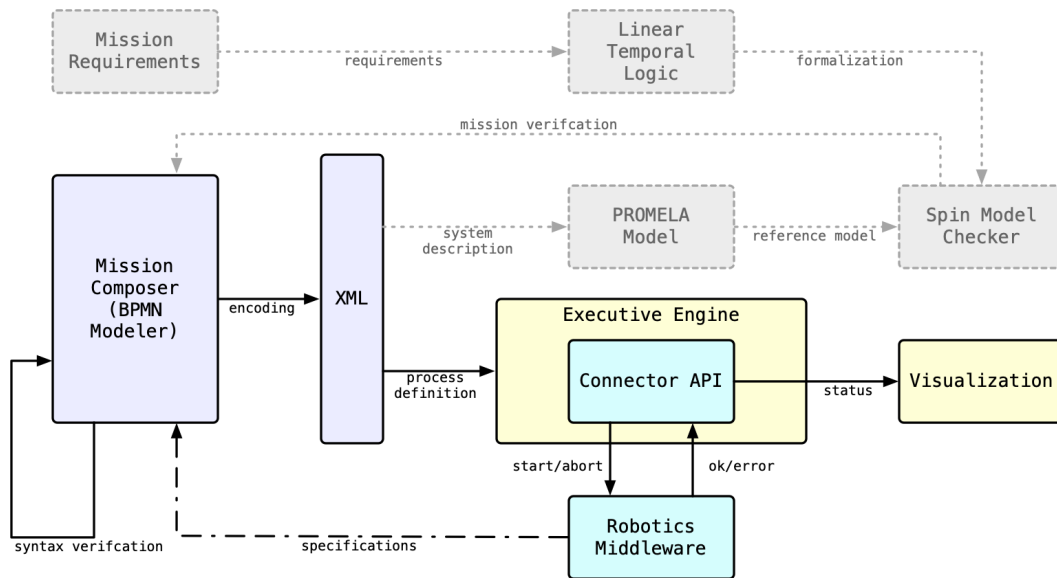 Mission
Requirements
requirements
Linear
Temporal
Logic
formalization
mission verifcation
Mission
Composer
(BPMN
Modeler)
encoding
XML
system
description
PROMELA
Model
reference model
Spin Model
Checker
process
definition
Executive Engine
Connector API
status
Visualization
start/abort
ok/error
syntax verifcation
specifications
Robotics
Middleware